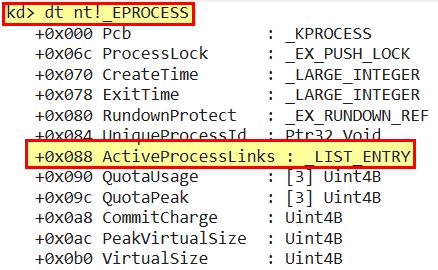 kd> dt nt!_EPROCESS
+0x000 Pcb : _KPROCESS
+0x06c ProcessLock : _EX_PUSH_LOCK
+0x070 CreateTime : _LARGE_INTEGER
+0x078 ExitTime : _LARGE_INTEGER
+0x080 RundownProtect : _EX_RUNDOWN_REF
+0x084 UniqueProcessId : Ptr32 Void
+0x088 ActiveProcessLinks : _LIST_ENTRY
+0x090 QuotaUsage : [3] Uint4B
+0x09c QuotaPeak : [3] Uint4B
+0x0a8 CommitCharge : Uint4B
+0x0ac PeakVirtualSize : Uint4B
+0x0b0 VirtualSize : Uint4B